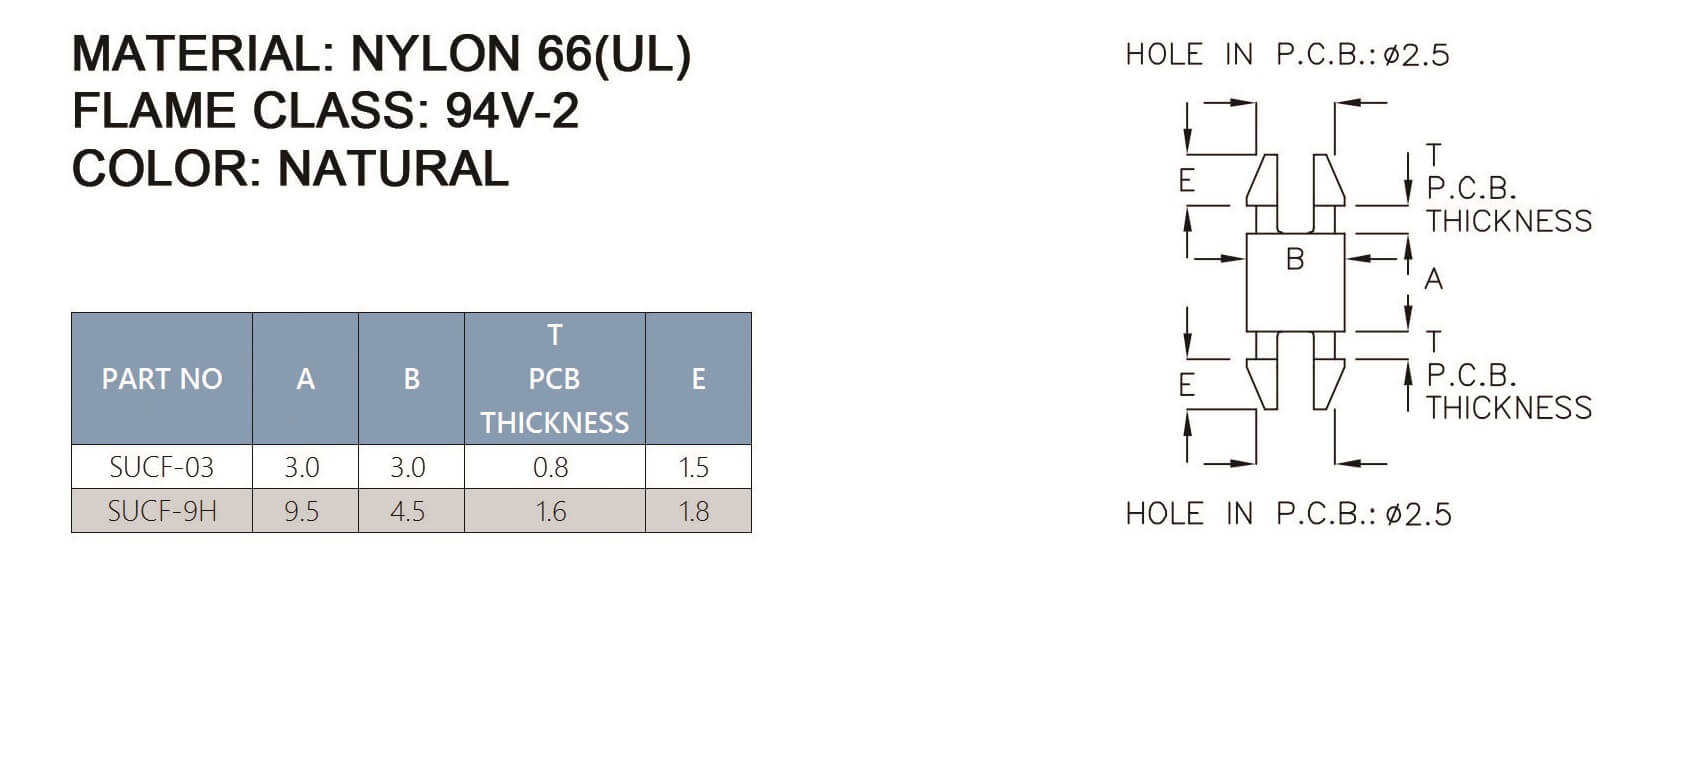 MATERIAL: NYLON 66(UL)
FLAME CLASS: 94V-2
COLOR: NATURAL
PART NO A B T PCB THICKNESS E
SUCF-03 3.0 3.0 0.8 1.5
SUCF-9H 9.5 4.5 1.6 1.8
HOLE IN P.C.B.: ø2.5
E
T
P.C.B.
THICKNESS
B
A
E
T
P.C.B.
THICKNESS
HOLE IN P.C.B.: ø2.5